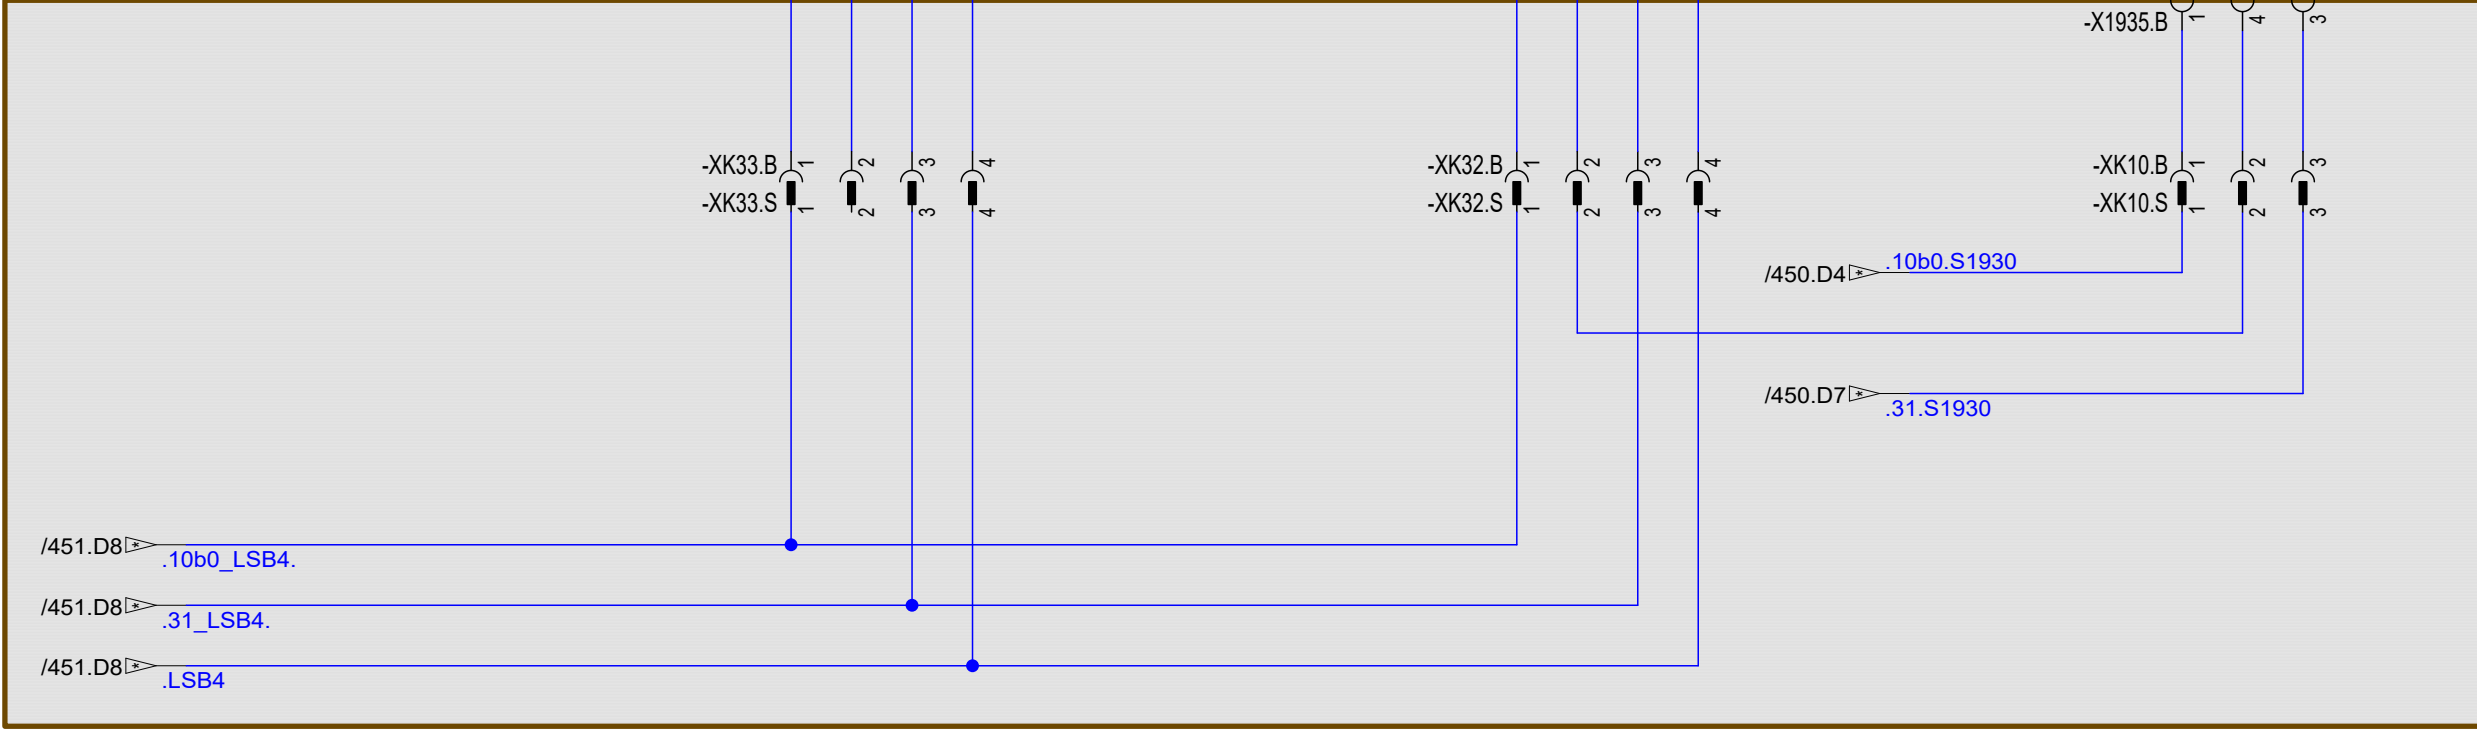 -X1935.B 1 4 3
-XK33.B 1 2 3 4
-XK33.S 1 2 3 4
-XK32.B 1 2 3 4
-XK32.S 1 2 3 4
-XK10.B 1 2 3
-XK10.S 1 2 3
/450.D4 * .10b0.S1930
/450.D7 *
.31.S1930
/451.D8 *
.10b0_LSB4.
/451.D8 *
.31_LSB4.
/451.D8 *
.LSB4